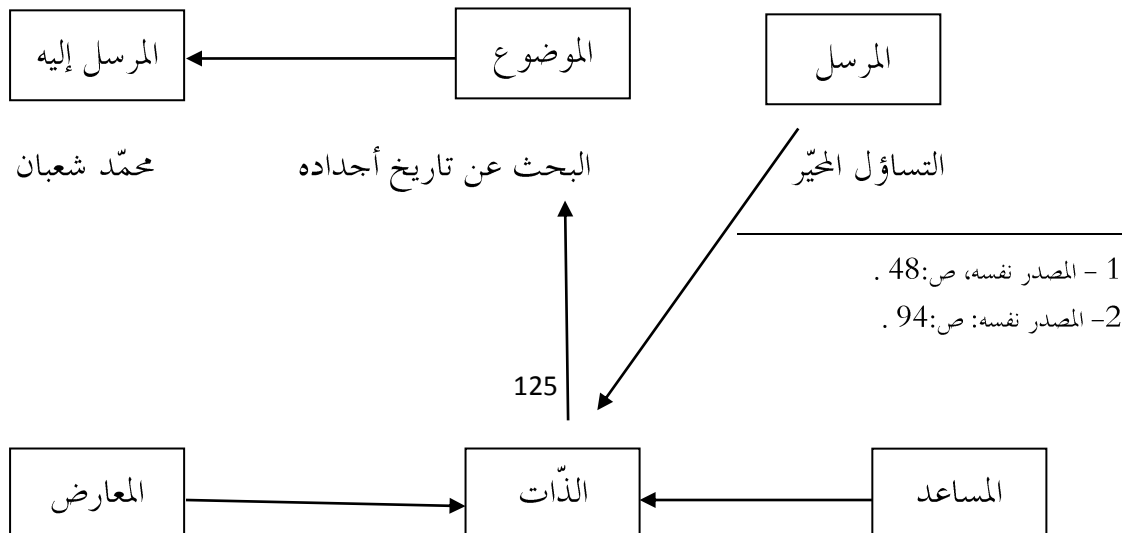 المرسل الموضوع المرسل إليه
التساؤل المحيّر البحث عن تاريخ أجداده محمّد شعبان
1 – المصدر نفسه، ص:48 .
2– المصدر نفسه: ص:94 .
125
المساعد الذّات المعارض